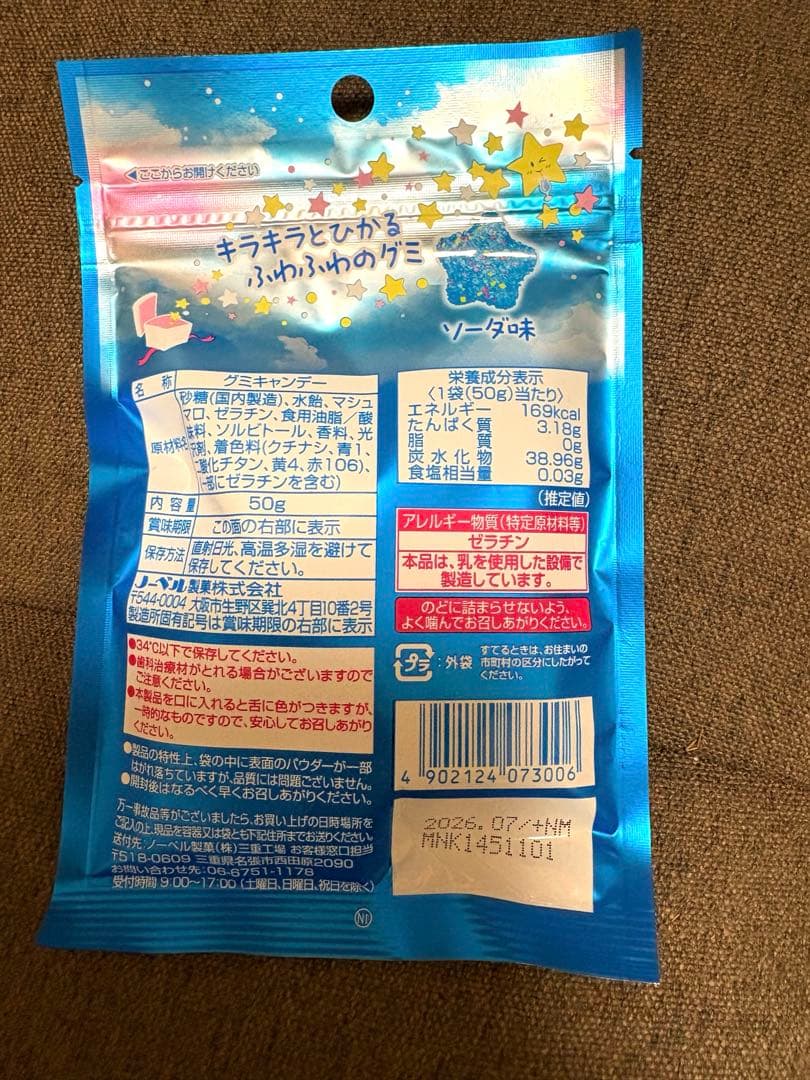 ◀ここからお開けください
キラキラとひかる
ふわふわのグミ
ソーダ味
名 称 グミキャンデー
原材料名 砂糖(国内製造)、水飴、マシュ
マロ、ゼラチン、食用油脂/酸
味料、ソルビトール、香料、光
沢剤、着色料(クチナシ、青1、
二酸化チタン、黄4、赤106)、
(一部にゼラチンを含む)
内 容 量 50g
賞味期限 この面の右部に表示
保存方法 直射日光、高温多湿を避けて
保存してください。
ノーベル製菓株式会社
〒544-0004 大阪市生野区巽北4丁目10番2号
製造所固有記号は賞味期限の右部に表示
●34℃以下で保存してください。
●歯科治療材がとれる場合がございますので
ご注意ください。
●本製品を口に入れると舌に色がつきますが、
一時的なものですので、安心してお召しあがり
ください。
●製品の特性上、袋の中に表面のパウダーが一部
はがれ落ちていますが、品質には問題ございません。
●開封後はなるべく早くお召しあがりください。
万一事故品等がございましたら、お買い上げの日時場所を
ご記入の上、現品を容器又は袋とも下記住所までお送りください。
送付先:ノーベル製菓(株)三重工場 お客様窓口担当
〒518-0609 三重県名張市西田原2090
お問い合わせ先:06-6751-1178
受付時間 9:00~17:00 (土曜日、日曜日、祝日を除く)
栄養成分表示
〈1袋(50g)当たり〉
エネルギー 169kcal
たんぱく質 3.18g
脂 質 0g
炭水化物 38.96g
食塩相当量 0.03g
(推定値)
アレルギー物質(特定原材料等)
ゼラチン
本品は、乳を使用した設備で
製造しています。
のどに詰まらせないよう、
よく噛んでお召しあがりください。
プラ :外袋
すてるときは、お住まいの
市町村の区分にしたがって
ください。
4 902124 073006
2026.07/+NM
MNK1451101